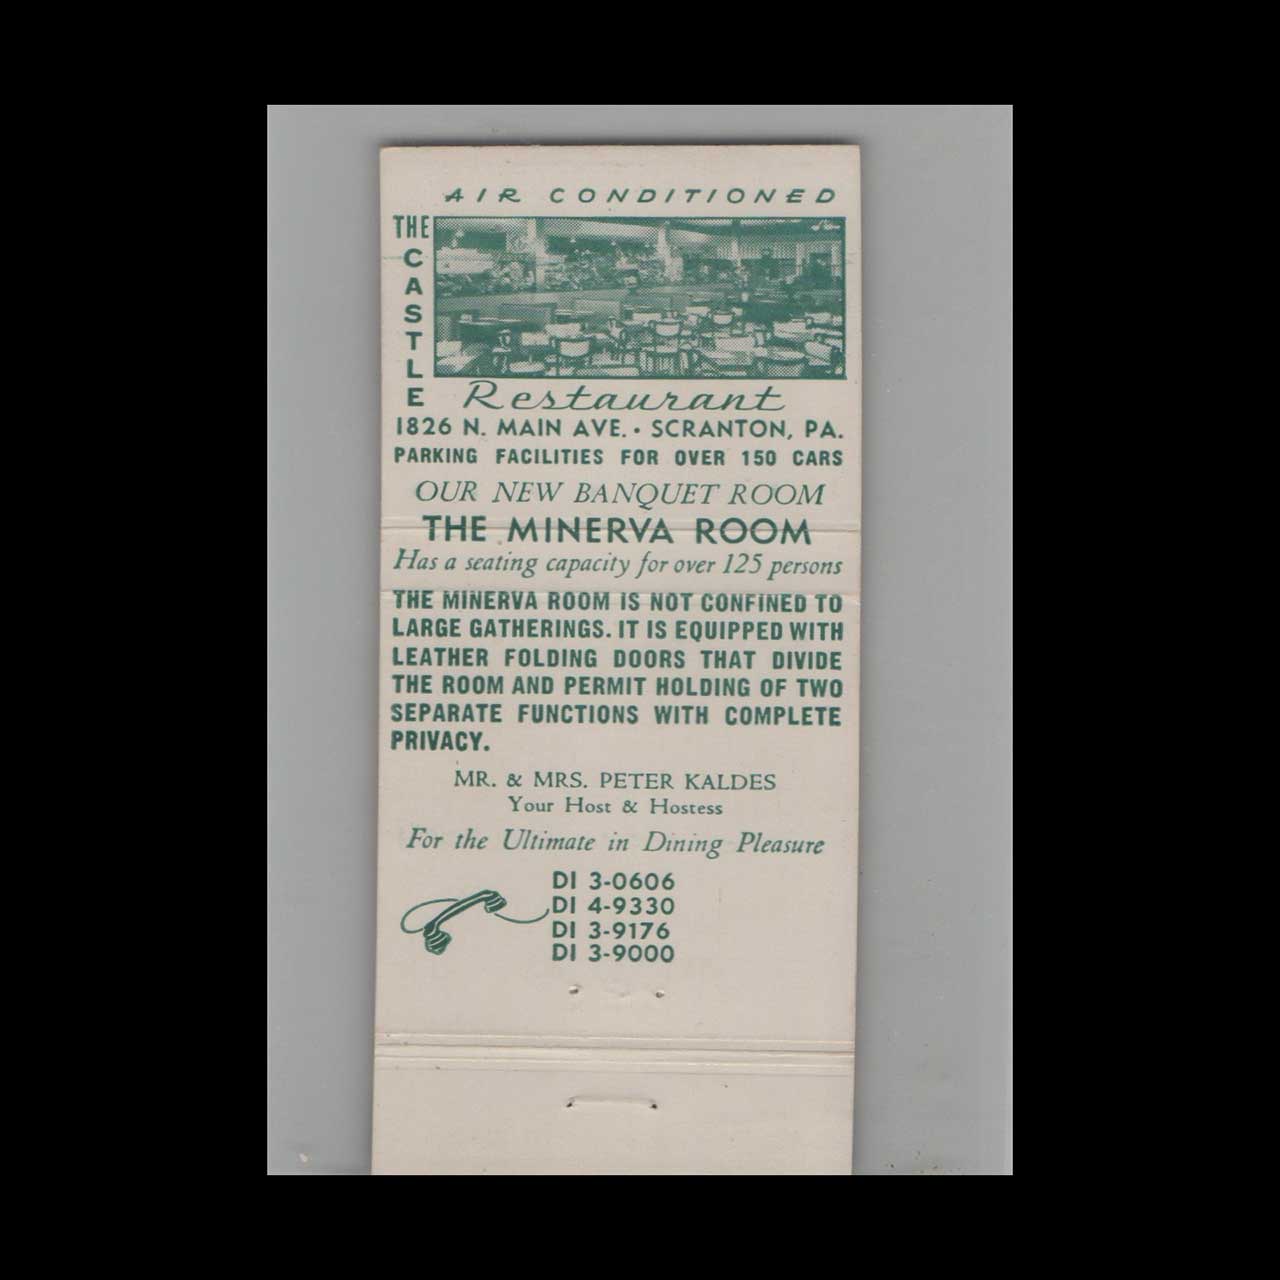 AIR CONDITIONED
THE
CASTLE
Restaurant
1826 N. MAIN AVE. • SCRANTON, PA.
PARKING FACILITIES FOR OVER 150 CARS
OUR NEW BANQUET ROOM
THE MINERVA ROOM
Has a seating capacity for over 125 persons
THE MINERVA ROOM IS NOT CONFINED TO
LARGE GATHERINGS. IT IS EQUIPPED WITH
LEATHER FOLDING DOORS THAT DIVIDE
THE ROOM AND PERMIT HOLDING OF TWO
SEPARATE FUNCTIONS WITH COMPLETE
PRIVACY.
MR. & MRS. PETER KALDES
Your Host & Hostess
For the Ultimate in Dining Pleasure
DI 3-0606
DI 4-9330
DI 3-9176
DI 3-9000